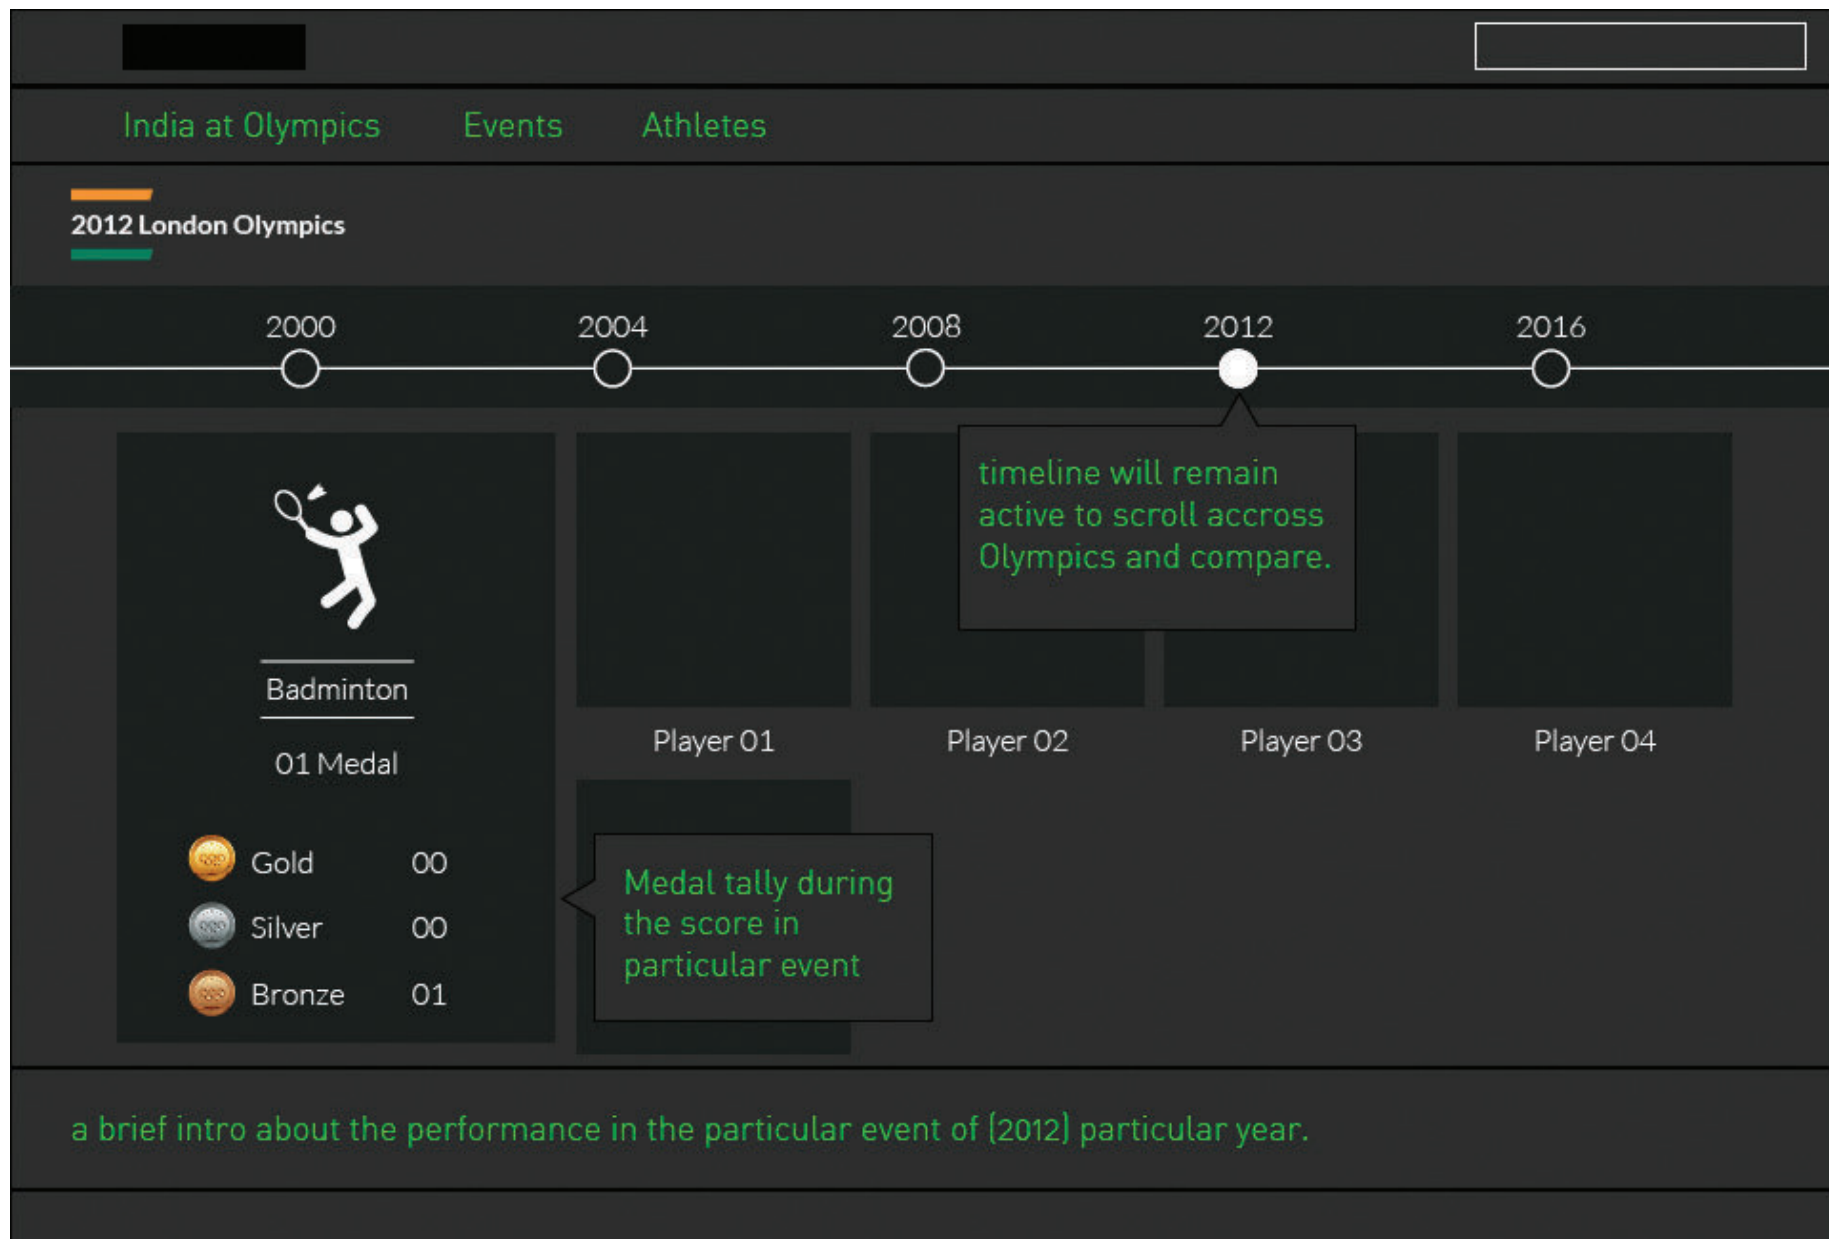 India at Olympics Events Athletes
2012 London Olympics
2000 2004 2008 2012 2016
timeline will remain
active to scroll accross
Olympics and compare.
Badminton
01 Medal
Gold 00
Silver 00
Bronze 01
Player 01 Player 02 Player 03 Player 04
Medal tally during
the score in
particular event
a brief intro about the performance in the particular event of (2012) particular year.